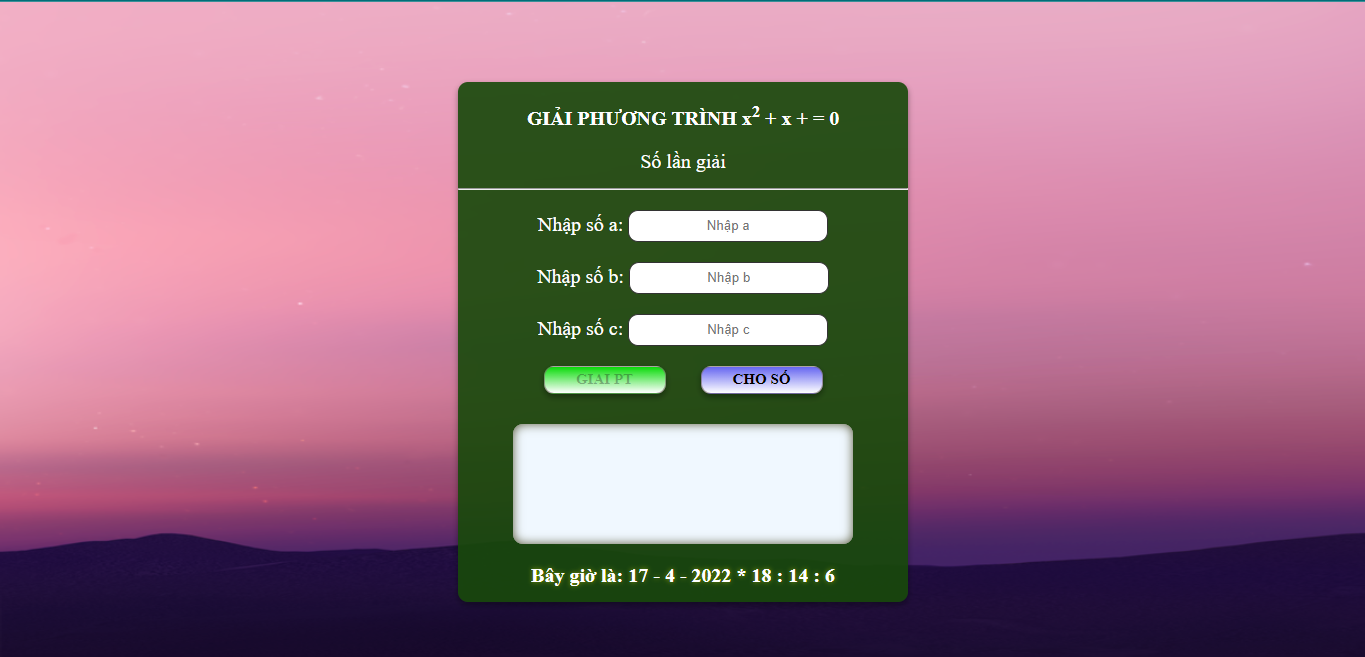 GIẢI PHƯƠNG TRÌNH x² + x + = 0
Số lần giải
Nhập số a: Nhập a
Nhập số b: Nhập b
Nhập số c: Nhập c
GIAI PT CHO SỐ
Bây giờ là: 17 - 4 - 2022 * 18 : 14 : 6